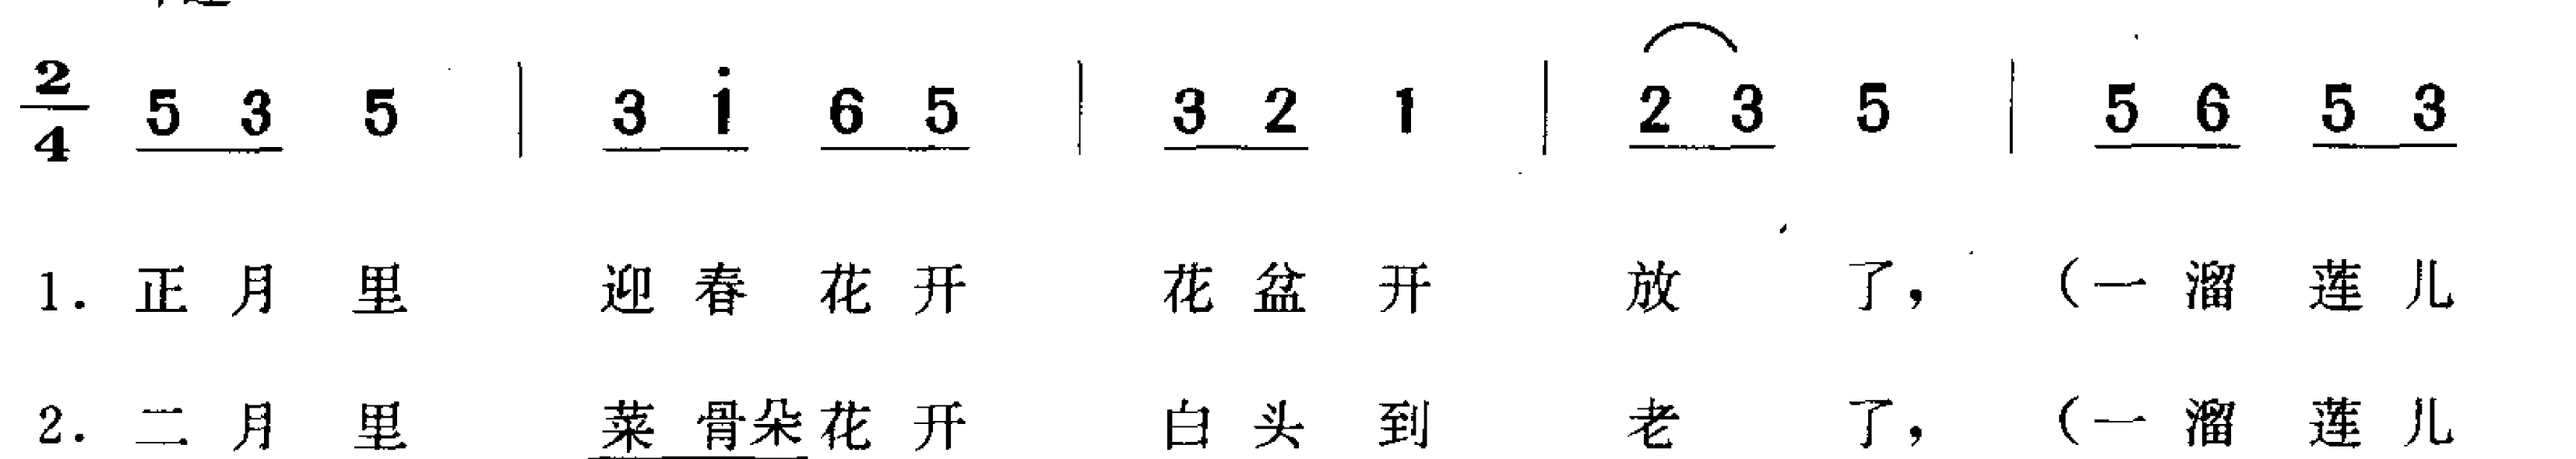 2/4 5 3 5 | 3 i 6 5 | 3 2 1 | 2 3 5 | 5 6 5 3
1. 正月里 迎春花开 花盆开 放 了，（一溜莲儿
2. 二月里 菜骨朵花开 白头到 老 了，（一溜莲儿